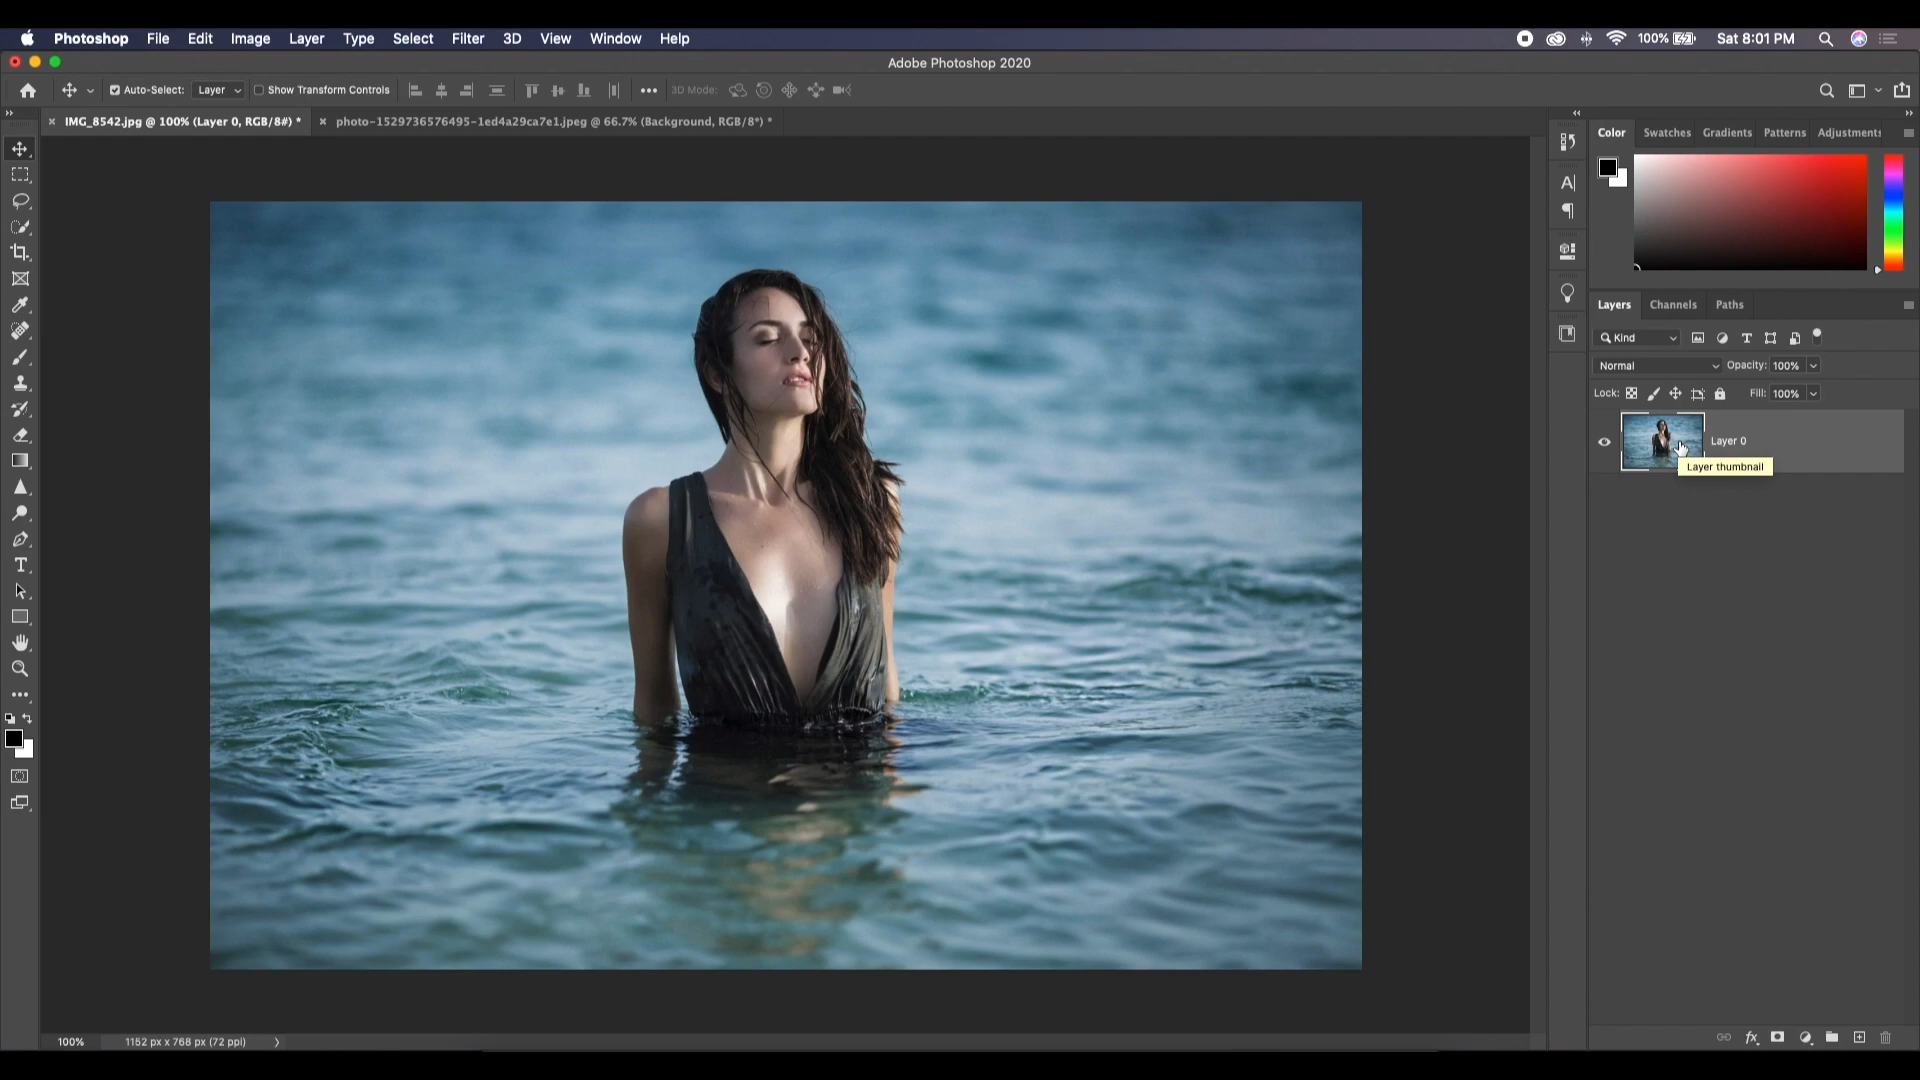 Photoshop File Edit Image Layer Type Select Filter 3D View Window Help 100% Sat 8:01 PM
Adobe Photoshop 2020
Auto-Select: Layer Show Transform Controls 3D Mode:
IMG_8542.jpg @ 100% (Layer 0, RGB/8#) * photo-1529736576495-1ed4a29ca7e1.jpeg @ 66.7% (Background, RGB/8*) *
Color Swatches Gradients Patterns Adjustments
Layers Channels Paths
Kind
Normal Opacity: 100%
Lock: Fill: 100%
Layer 0
Layer thumbnail
100% 1152 px x 768 px (72 ppi)